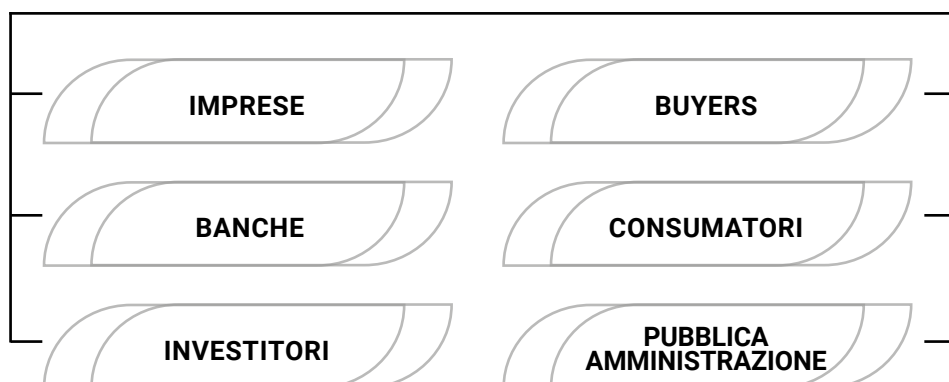 IMPRESE
BUYERS
BANCHE
CONSUMATORI
INVESTITORI
PUBBLICA
AMMINISTRAZIONE